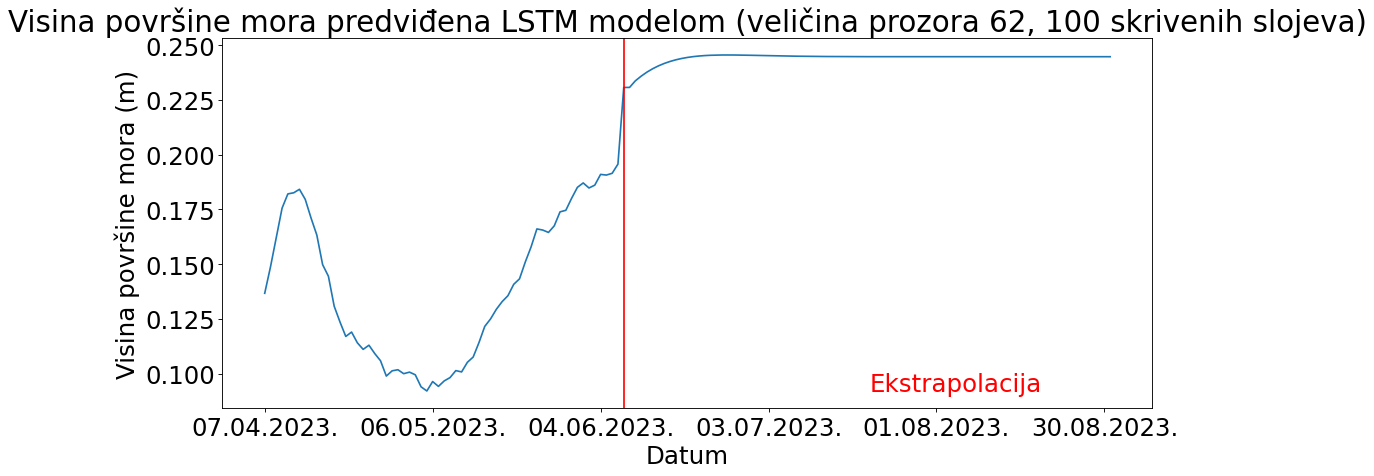 Visina površine mora predviđena LSTM modelom (veličina prozora 62, 100 skrivenih slojeva)
Visina površine mora (m)
0.250
0.225
0.200
0.175
0.150
0.125
0.100
Ekstrapolacija
07.04.2023. 06.05.2023. 04.06.2023. 03.07.2023. 01.08.2023. 30.08.2023.
Datum